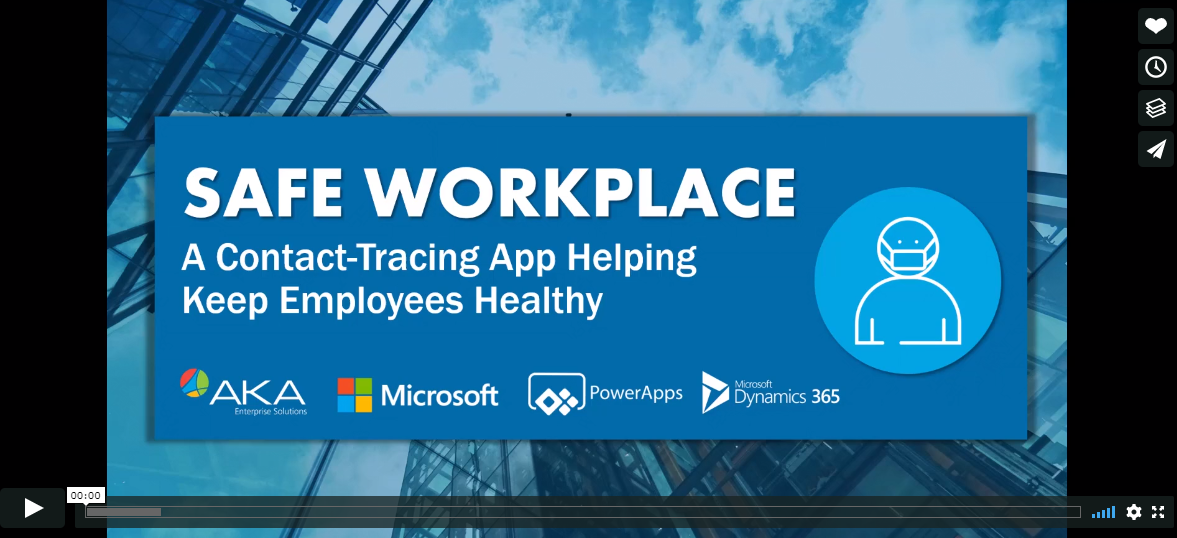 SAFE WORKPLACE
A Contact-Tracing App Helping
Keep Employees Healthy
AKA
Enterprise Solutions
Microsoft
PowerApps
Microsoft
Dynamics 365
00:00